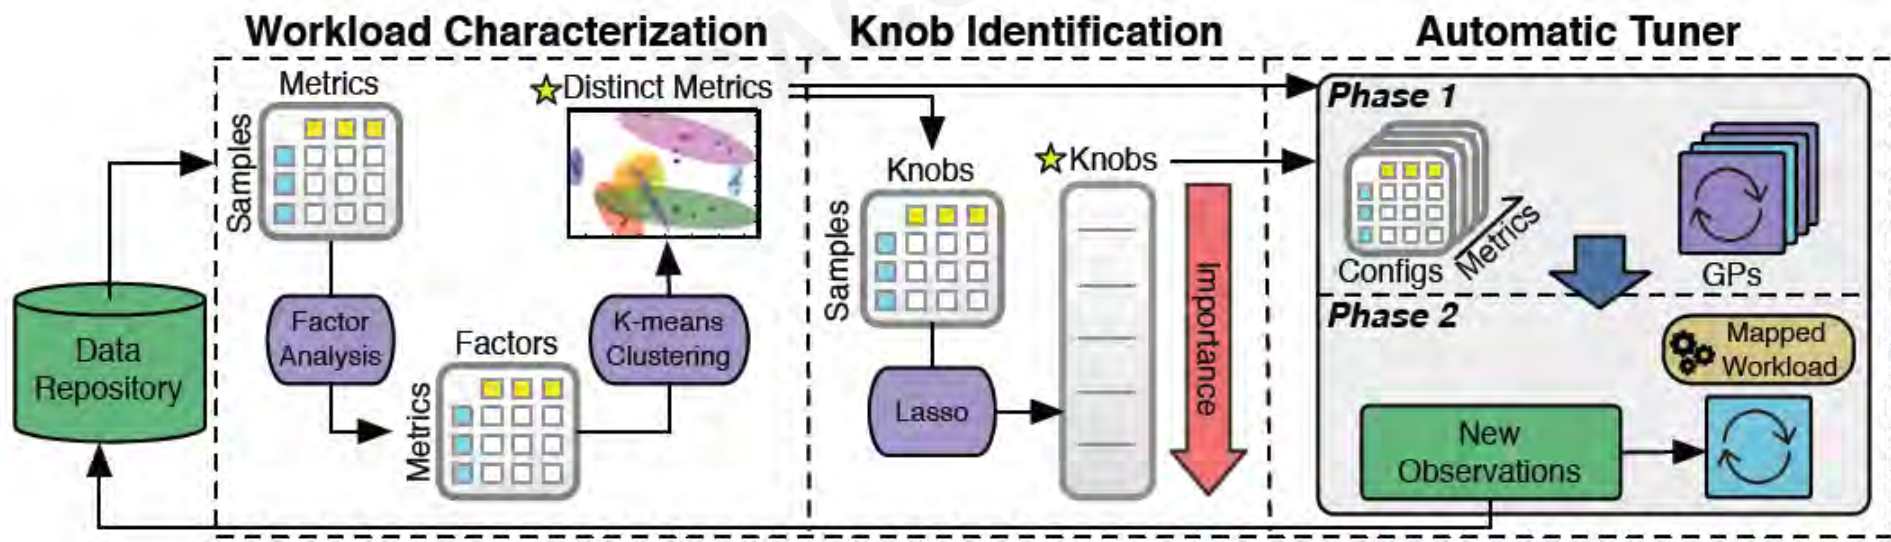 Workload Characterization
Knob Identification
Automatic Tuner
Data
Repository
Metrics
Samples
Factor
Analysis
Factors
Metrics
K-means
Clustering
Distinct Metrics
Knobs
Samples
Lasso
Knobs
Importance
Phase 1
Configs
Metrics
GPs
Phase 2
Mapped
Workload
New
Observations